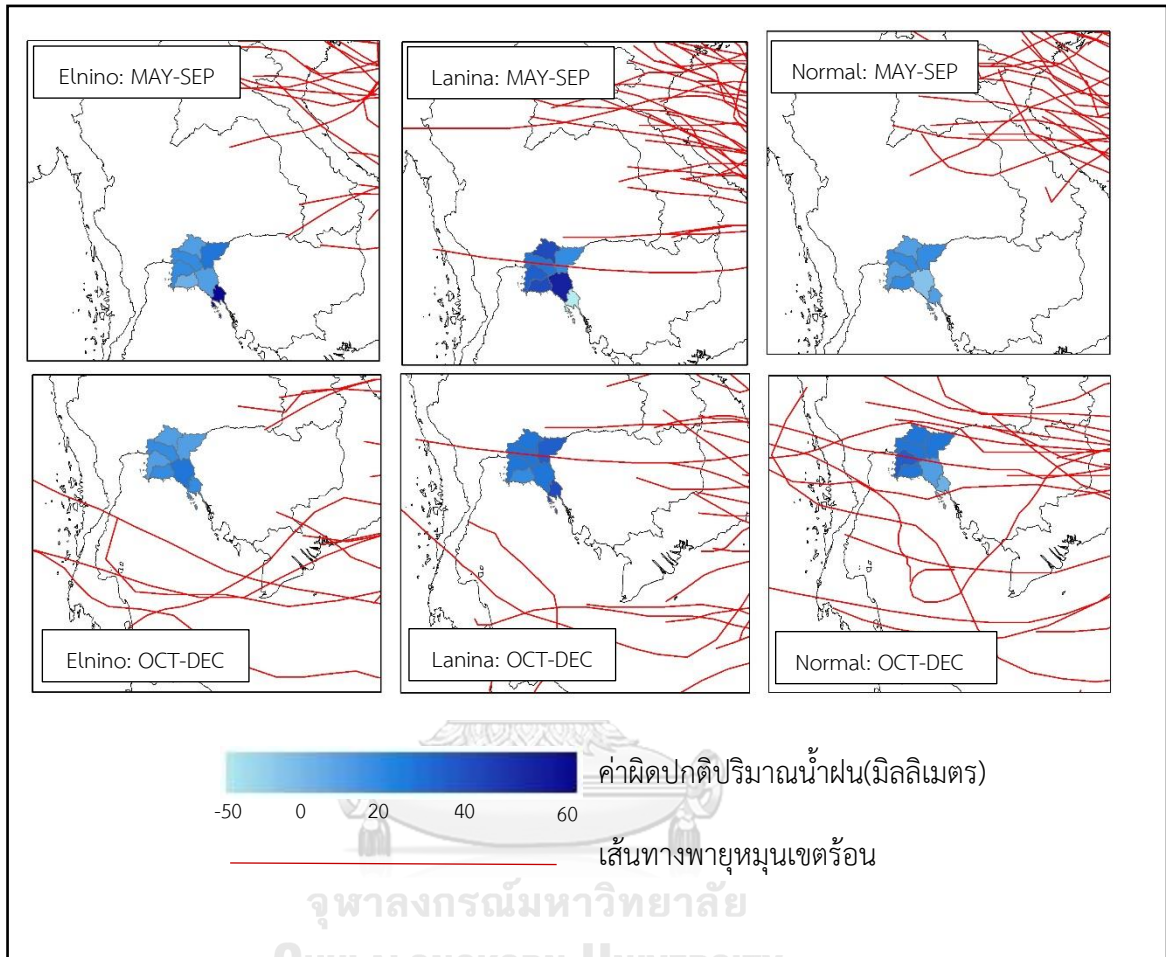 Elnino: MAY-SEP
Lanina: MAY-SEP
Normal: MAY-SEP
Elnino: OCT-DEC
Lanina: OCT-DEC
Normal: OCT-DEC
ค่าผิดปกติปริมาณน้ำฝน(มิลลิเมตร)
-50 0 20 40 60
เส้นทางพายุหมุนเขตร้อน
จุฬาลงกรณ์มหาวิทยาลัย